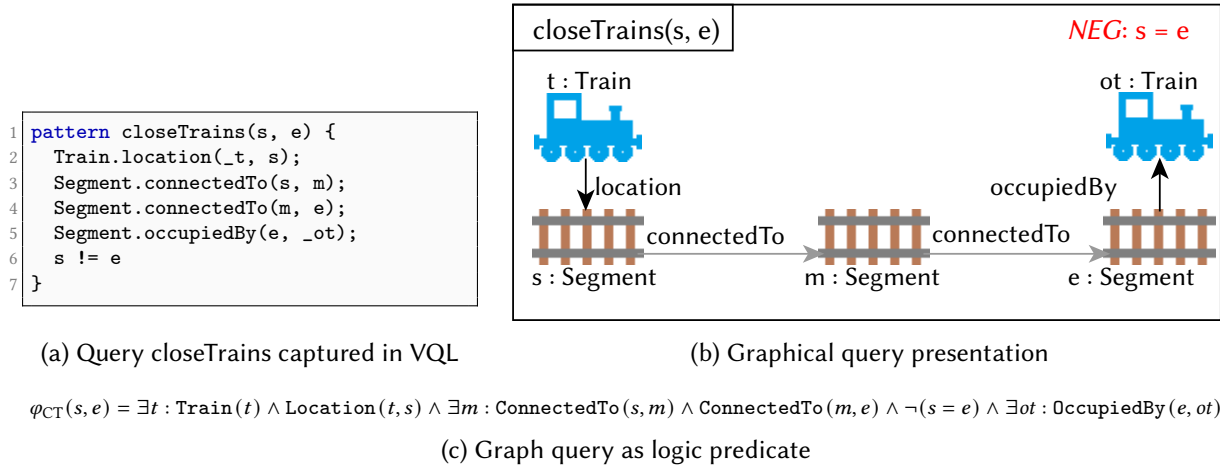 1 pattern closeTrains(s, e) {
2 Train.location(_t, s);
3 Segment.connectedTo(s, m);
4 Segment.connectedTo(m, e);
5 Segment.occupiedBy(e, _ot);
6 s != e
7 }
(a) Query closeTrains captured in VQL
closeTrains(s, e)
NEG: s = e
t : Train
ot : Train
location
occupiedBy
connectedTo
connectedTo
s : Segment
m : Segment
e : Segment
(b) Graphical query presentation
φCT(s, e) = ∃t : Train(t) ∧ Location(t, s) ∧ ∃m : ConnectedTo(s, m) ∧ ConnectedTo(m, e) ∧ ¬(s = e) ∧ ∃ot : OccupiedBy(e, ot)
(c) Graph query as logic predicate